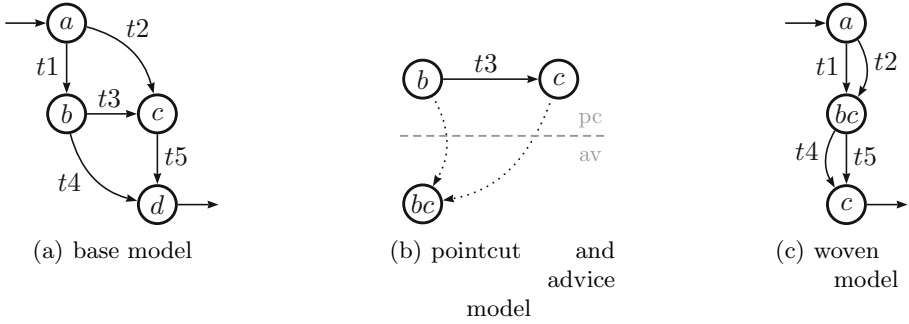 a
t2
t1
b
t3
c
t4
t5
d
(a) base model
b
t3
c
pc
av
bc
(b) pointcut and
advice
model
a
t1
t2
bc
t4
t5
c
(c) woven
model